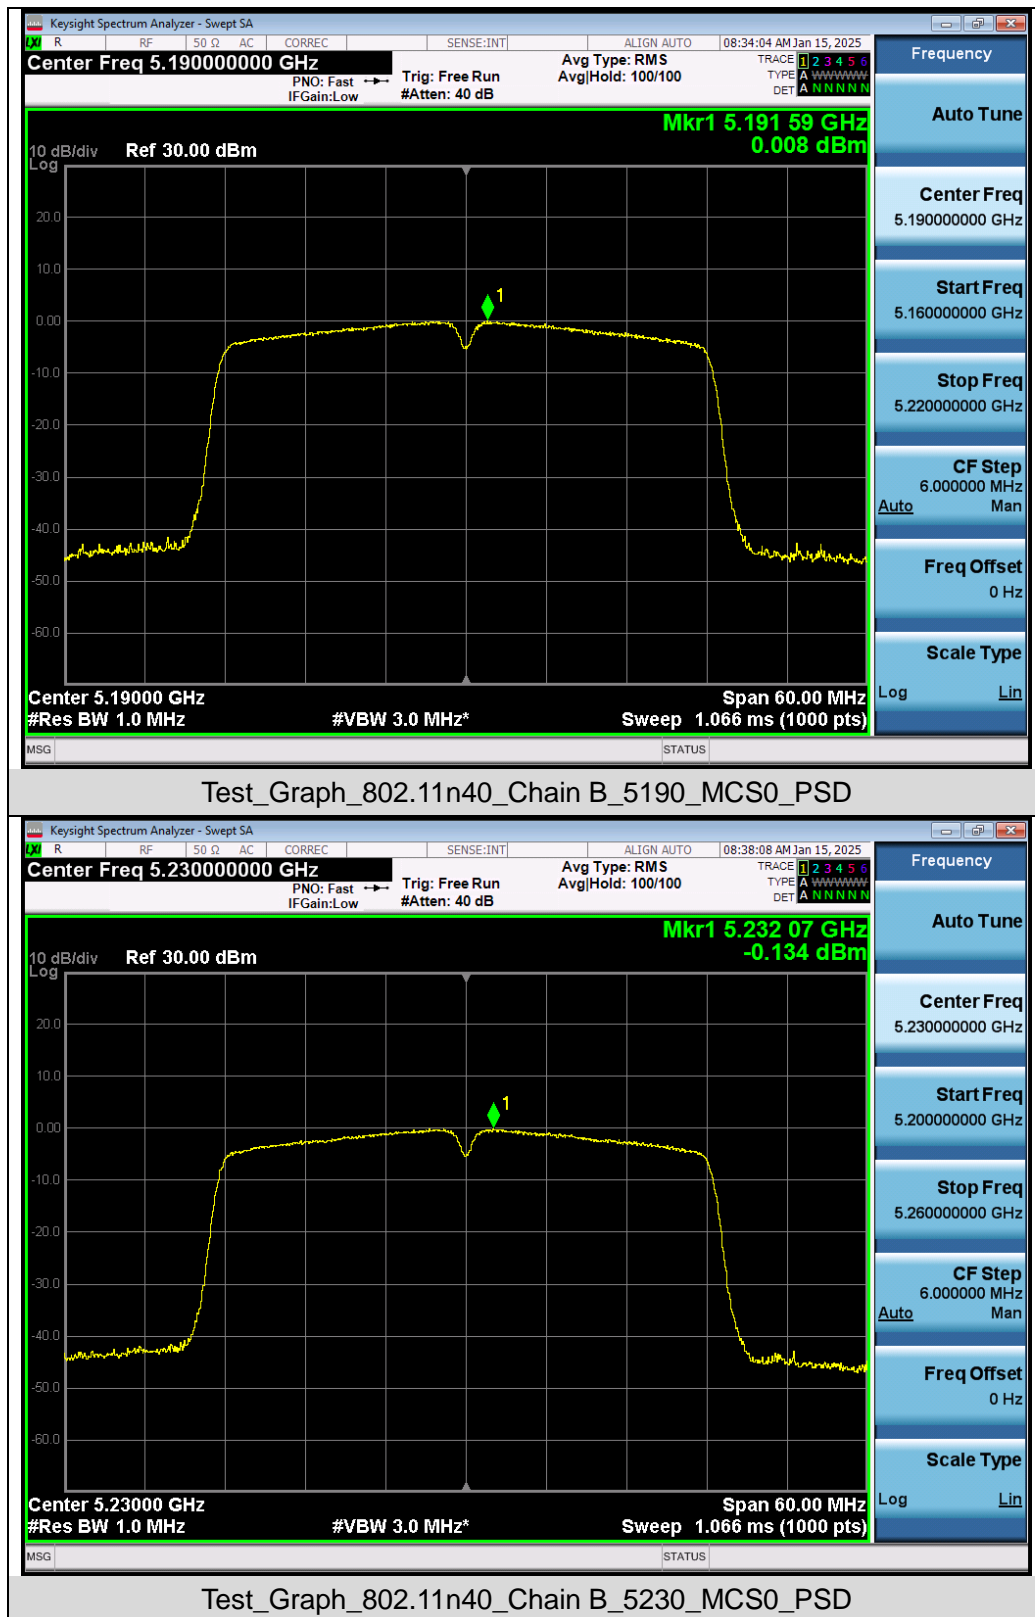 Keysight Spectrum Analyzer - Swept SA
LXI R RF 50 Ω AC CORREC SENSE:INT ALIGN AUTO 08:34:04 AM Jan 15, 2025
Center Freq 5.190000000 GHz
PNO: Fast
IFGain:Low
Trig: Free Run
#Atten: 40 dB
Avg Type: RMS
Avg|Hold: 100/100
TRACE 1 2 3 4 5 6
TYPE A WWWWW
DET A N N N N N
Mkr1 5.191 59 GHz
0.008 dBm
10 dB/div Ref 30.00 dBm
Log
20.0
10.0
1
0.00
-10.0
-20.0
-30.0
-40.0
-50.0
-60.0
Center 5.19000 GHz Span 60.00 MHz
#Res BW 1.0 MHz #VBW 3.0 MHz* Sweep 1.066 ms (1000 pts)
MSG STATUS
Frequency
Auto Tune
Center Freq
5.190000000 GHz
Start Freq
5.160000000 GHz
Stop Freq
5.220000000 GHz
CF Step
6.000000 MHz
Auto Man
Freq Offset
0 Hz
Scale Type
Log Lin
Test_Graph_802.11n40_Chain B_5190_MCS0_PSD
Keysight Spectrum Analyzer - Swept SA
LXI R RF 50 Ω AC CORREC SENSE:INT ALIGN AUTO 08:38:08 AM Jan 15, 2025
Center Freq 5.230000000 GHz
PNO: Fast
IFGain:Low
Trig: Free Run
#Atten: 40 dB
Avg Type: RMS
Avg|Hold: 100/100
TRACE 1 2 3 4 5 6
TYPE A WWWWW
DET A N N N N N
Mkr1 5.232 07 GHz
-0.134 dBm
10 dB/div Ref 30.00 dBm
Log
20.0
10.0
1
0.00
-10.0
-20.0
-30.0
-40.0
-50.0
-60.0
Center 5.23000 GHz Span 60.00 MHz
#Res BW 1.0 MHz #VBW 3.0 MHz* Sweep 1.066 ms (1000 pts)
MSG STATUS
Frequency
Auto Tune
Center Freq
5.230000000 GHz
Start Freq
5.200000000 GHz
Stop Freq
5.260000000 GHz
CF Step
6.000000 MHz
Auto Man
Freq Offset
0 Hz
Scale Type
Log Lin
Test_Graph_802.11n40_Chain B_5230_MCS0_PSD